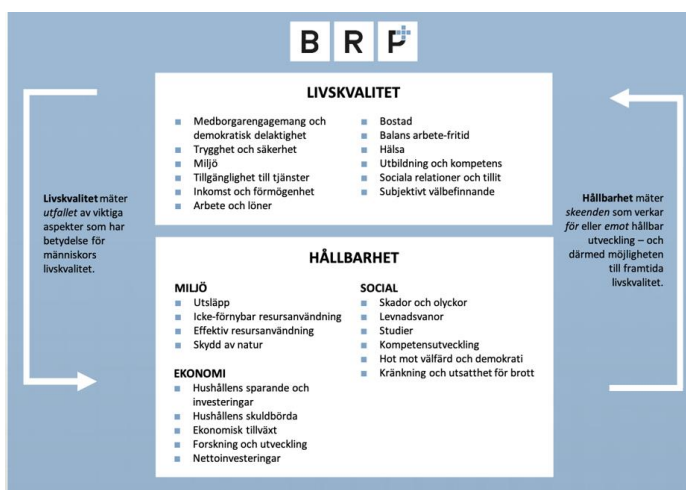 BRP
LIVSKVALITET
Medborgarengagemang och
demokratisk delaktighet
Trygghet och säkerhet
Miljö
Tillgänglighet till tjänster
Inkomst och förmögenhet
Arbete och löner
Bostad
Balans arbete-fritid
Hälsa
Utbildning och kompetens
Sociala relationer och tillit
Subjektivt välbefinnande
Livskvalitet mäter
utfallet av viktiga
aspekter som har
betydelse för
människors
livskvalitet.
Hållbarhet mäter
skeenden som verkar
för eller emot hållbar
utveckling – och
därmed möjligheten
till framtida
livskvalitet.
HÅLLBARHET
MILJÖ
Utsläpp
Icke-förnybar resursanvändning
Effektiv resursanvändning
Skydd av natur
EKONOMI
Hushållens sparande och
investeringar
Hushållens skuldbörda
Ekonomisk tillväxt
Forskning och utveckling
Nettoinvesteringar
SOCIAL
Skador och olyckor
Levnadsvanor
Studier
Kompetensutveckling
Hot mot välfärd och demokrati
Kränkning och utsatthet för brott